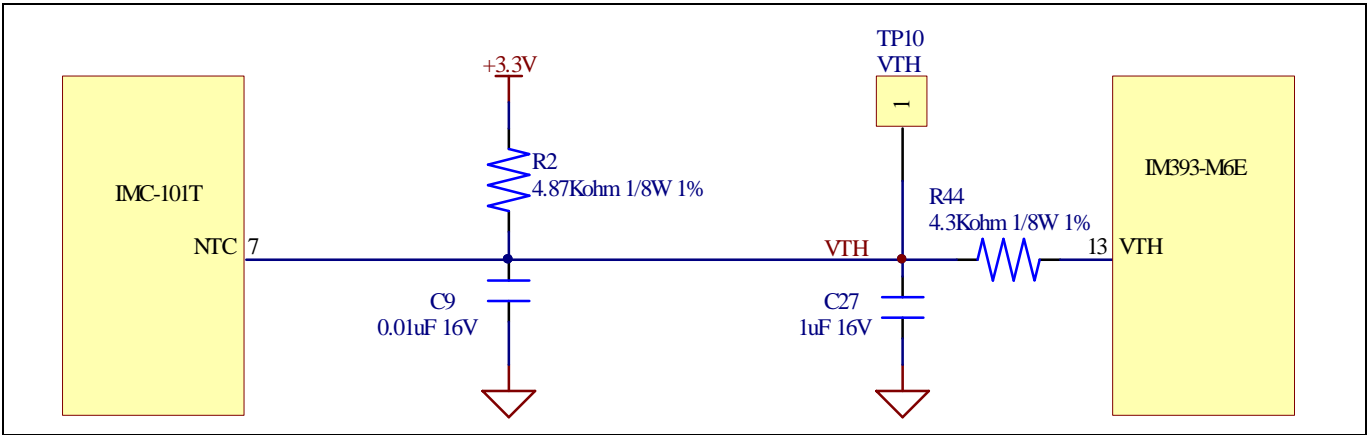 TP10
VTH
1
+3.3V
R2
4.87Kohm 1/8W 1%
IMC-101T
NTC 7
IM393-M6E
R44
4.3Kohm 1/8W 1%
VTH
13 VTH
C9
0.01uF 16V
C27
1uF 16V